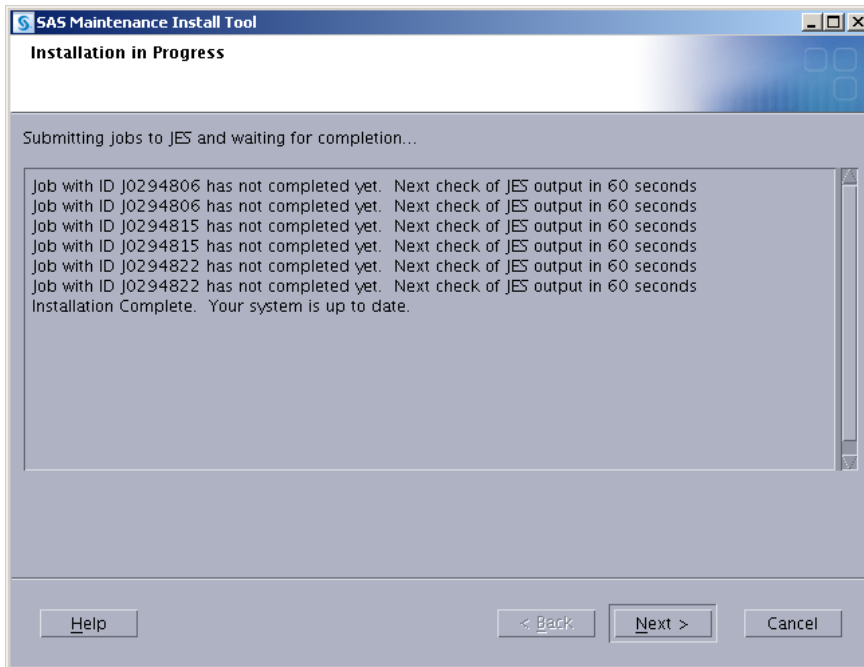 SAS Maintenance Install Tool
Installation in Progress
Submitting jobs to JES and waiting for completion...
Job with ID J0294806 has not completed yet.  Next check of JES output in 60 seconds
Job with ID J0294806 has not completed yet.  Next check of JES output in 60 seconds
Job with ID J0294815 has not completed yet.  Next check of JES output in 60 seconds
Job with ID J0294815 has not completed yet.  Next check of JES output in 60 seconds
Job with ID J0294822 has not completed yet.  Next check of JES output in 60 seconds
Job with ID J0294822 has not completed yet.  Next check of JES output in 60 seconds
Installation Complete.  Your system is up to date.
Help < Back Next > Cancel